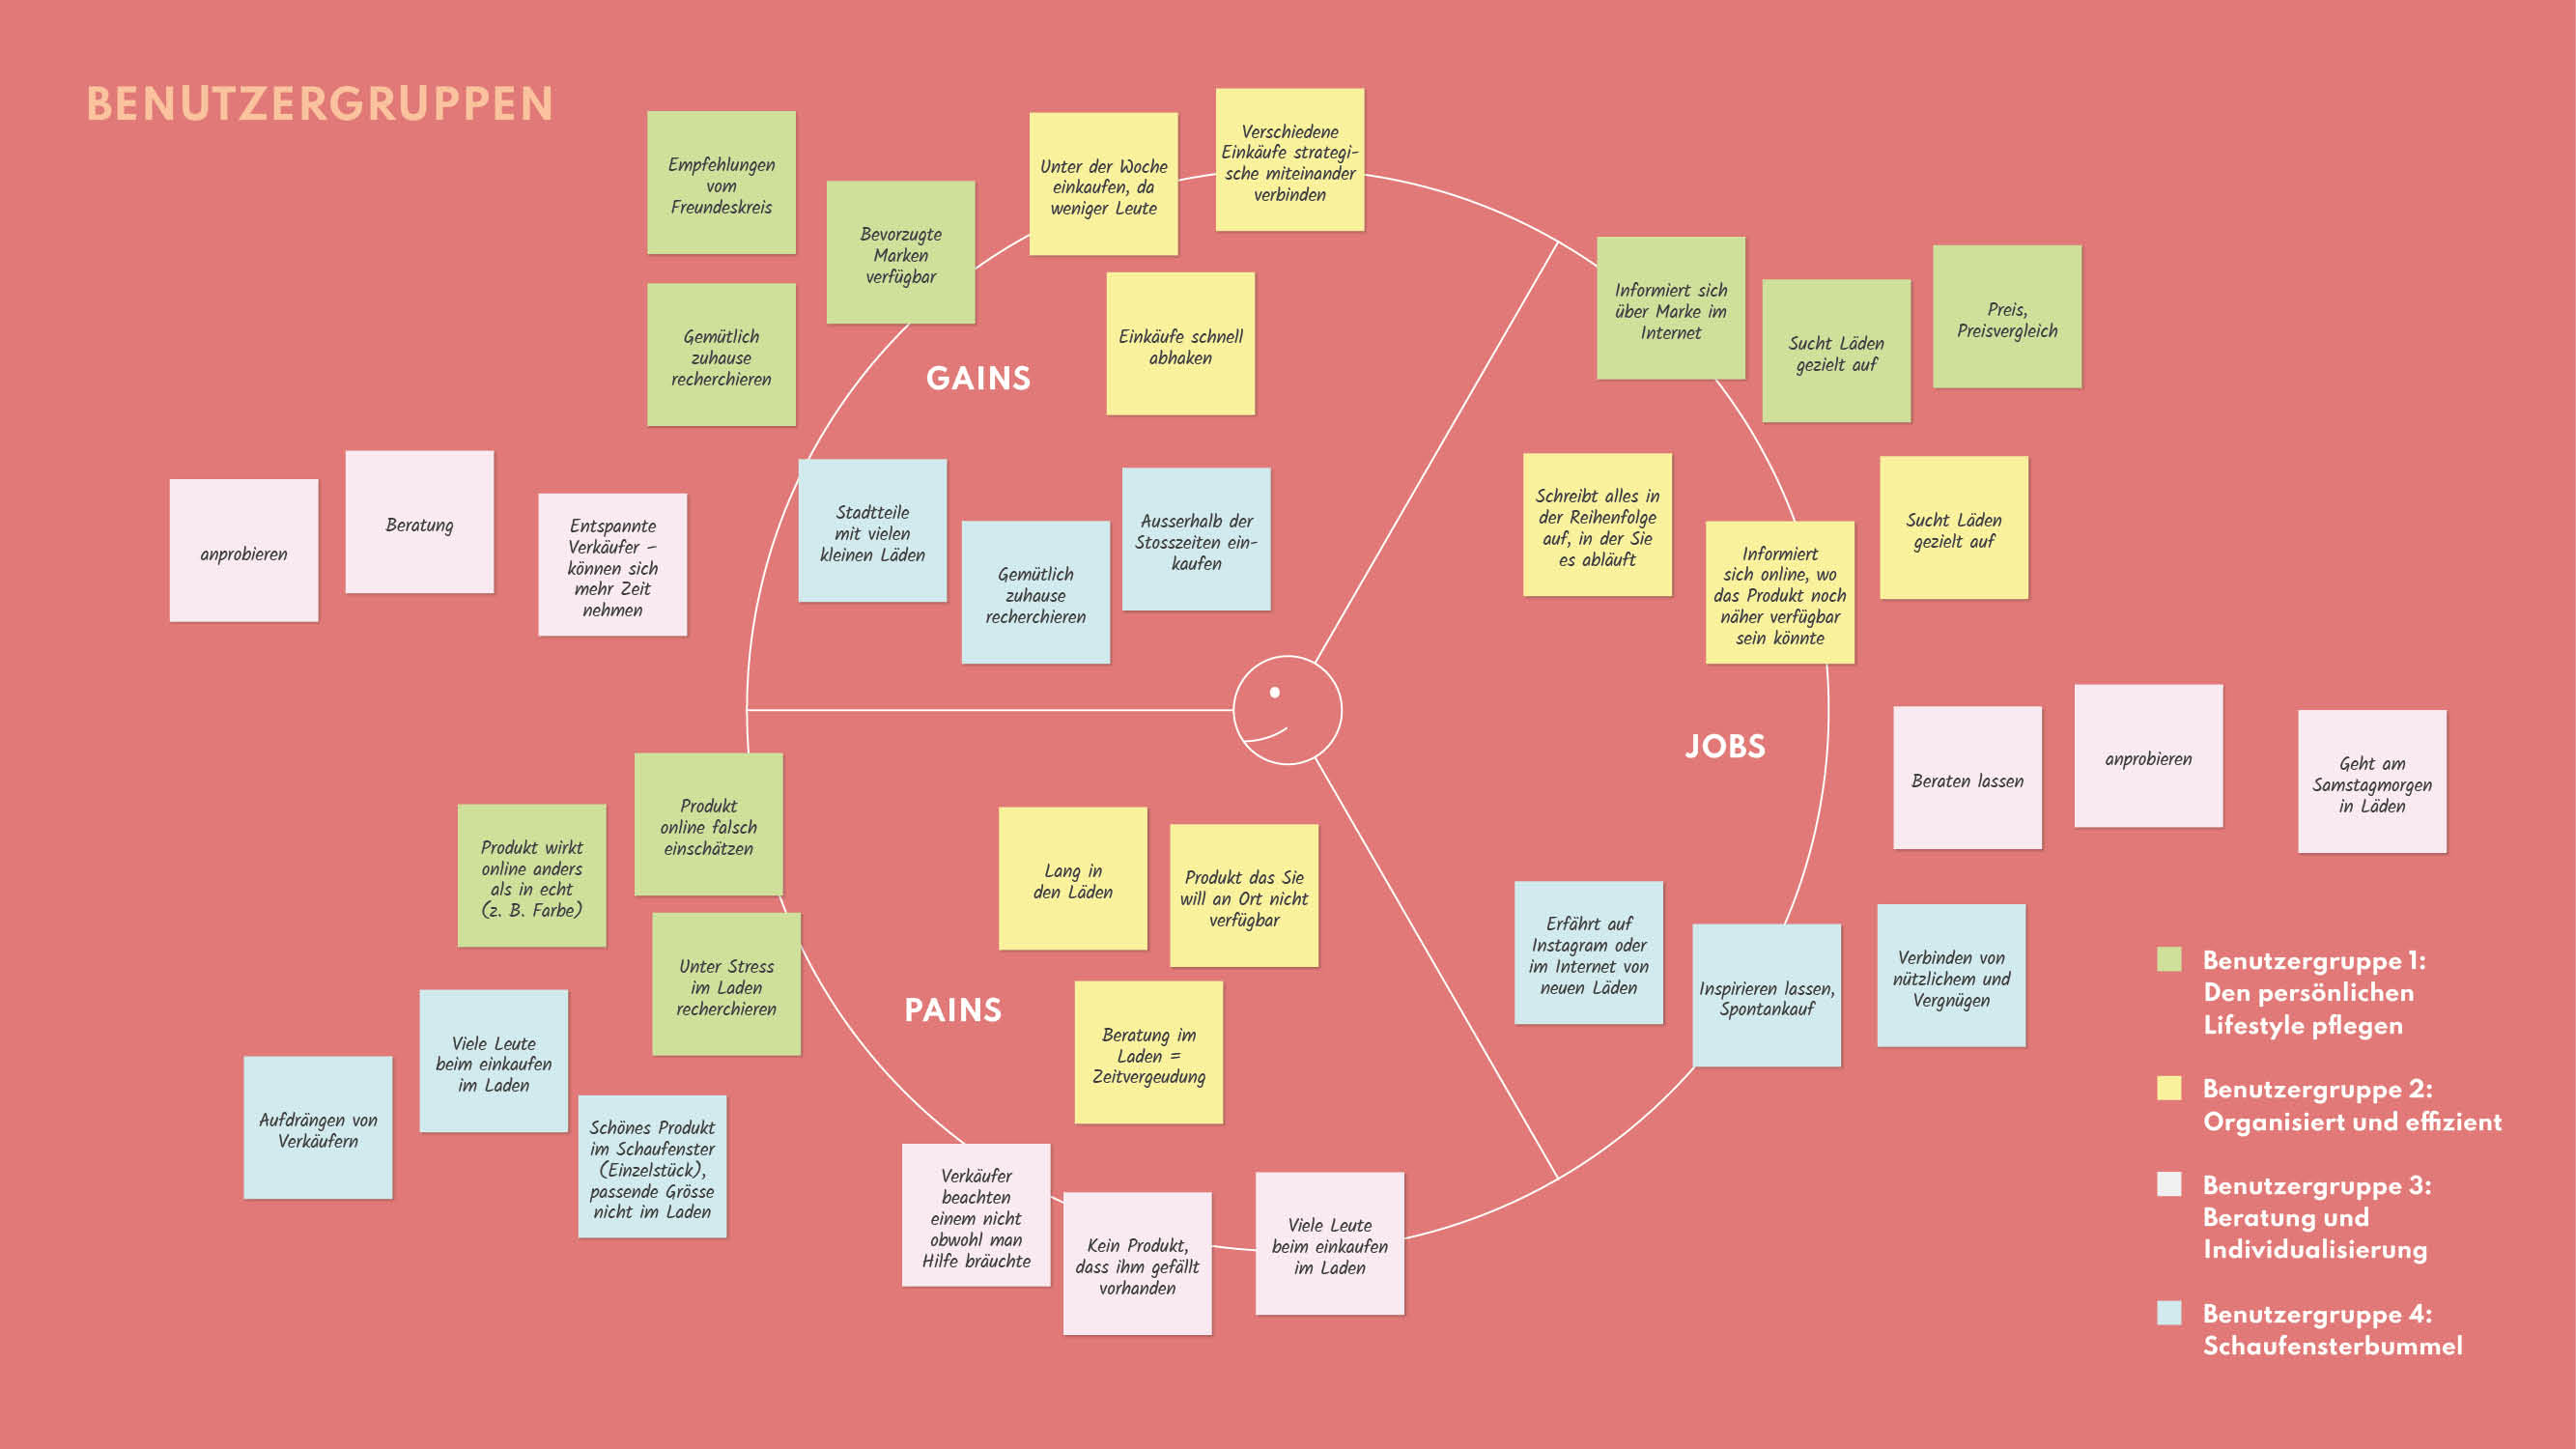 BENUTZERGRUPPEN
Empfehlungen
vom
Freundeskreis
Bevorzugte
Marken
verfügbar
Gemütlich
zuhause
recherchieren
Unter der Woche
einkaufen, da
weniger Leute
Verschiedene
Einkäufe strategi-
sche miteinander
verbinden
Einkäufe schnell
abhaken
GAINS
anprobieren
Beratung
Entspannte
Verkäufer –
können sich
mehr Zeit
nehmen
Stadtteile
mit vielen
kleinen Läden
Gemütlich
zuhause
recherchieren
Ausserhalb der
Stosszeiten ein-
kaufen
Informiert sich
über Marke im
Internet
Sucht Läden
gezielt auf
Preis,
Preisvergleich
Schreibt alles in
der Reihenfolge
auf, in der Sie
es abläuft
Informiert
sich online, wo
das Produkt noch
näher verfügbar
sein könnte
Sucht Läden
gezielt auf
JOBS
Beraten lassen
anprobieren
Geht am
Samstagmorgen
in Läden
Erfährt auf
Instagram oder
im Internet von
neuen Läden
Inspirieren lassen,
Spontankauf
Verbinden von
nützlichem und
Vergnügen
Produkt
online falsch
einschätzen
Produkt wirkt
online anders
als in echt
(z. B. Farbe)
Unter Stress
im Laden
recherchieren
Lang in
den Läden
Produkt das Sie
will an Ort nicht
verfügbar
Beratung im
Laden =
Zeitvergeudung
PAINS
Viele Leute
beim einkaufen
im Laden
Aufdrängen von
Verkäufern
Schönes Produkt
im Schaufenster
(Einzelstück),
passende Grösse
nicht im Laden
Verkäufer
beachten
einem nicht
obwohl man
Hilfe bräuchte
Kein Produkt,
dass ihm gefällt
vorhanden
Viele Leute
beim einkaufen
im Laden
Benutzergruppe 1:
Den persönlichen
Lifestyle pflegen
Benutzergruppe 2:
Organisiert und effizient
Benutzergruppe 3:
Beratung und
Individualisierung
Benutzergruppe 4:
Schaufensterbummel